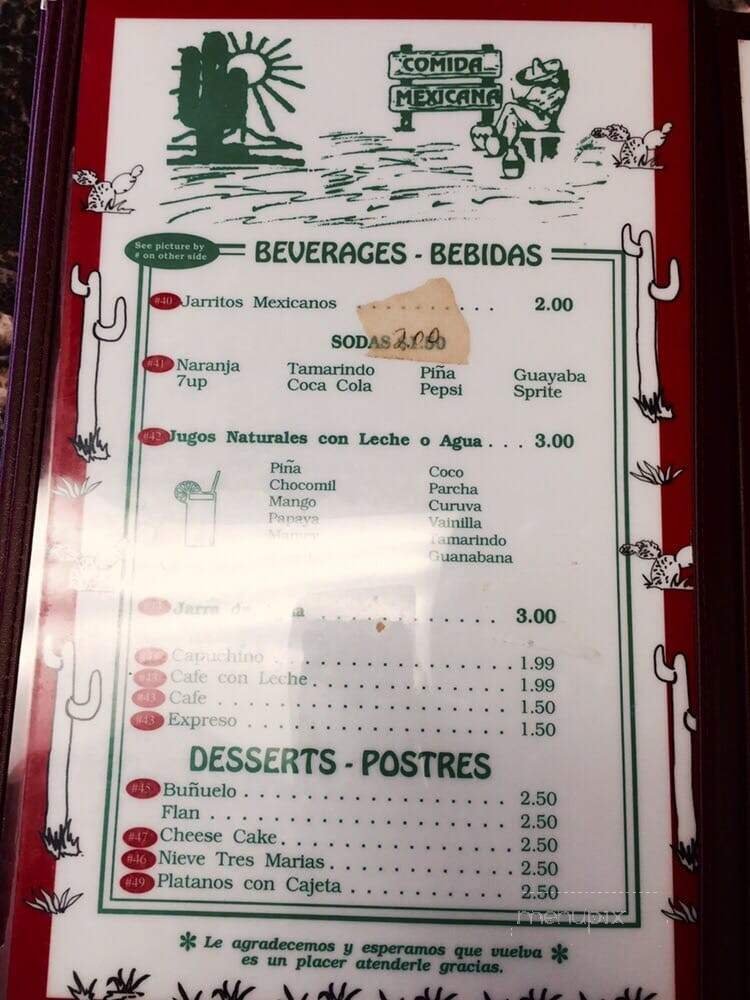 COMIDA
MEXICANA
See picture by
# on other side
BEVERAGES - BEBIDAS
#40 Jarritos Mexicanos . . . . . . . . . 2.00
SODAS 2.00
#41 Naranja Tamarindo Piña Guayaba
7up Coca Cola Pepsi Sprite
#42 Jugos Naturales con Leche o Agua . . . 3.00
Piña Coco
Chocomil Parcha
Mango Curuva
Papaya Vainilla
Tamarindo
Guanabana
Jarra 3.00
Capuchino . . . . . . . . . . . . . . . . 1.99
#43 Cafe con Leche . . . . . . . . . . . . . 1.99
#43 Cafe . . . . . . . . . . . . . . . . . . . . 1.50
#43 Expreso . . . . . . . . . . . . . . . . . . 1.50
DESSERTS - POSTRES
#45 Buñuelo . . . . . . . . . . . . . . . . . . 2.50
Flan . . . . . . . . . . . . . . . . . . . . . 2.50
#47 Cheese Cake . . . . . . . . . . . . . . . 2.50
#46 Nieve Tres Marias . . . . . . . . . . . . 2.50
#49 Platanos con Cajeta . . . . . . . . . . . 2.50
menupix
* Le agradecemos y esperamos que vuelva *
es un placer atenderle gracias.